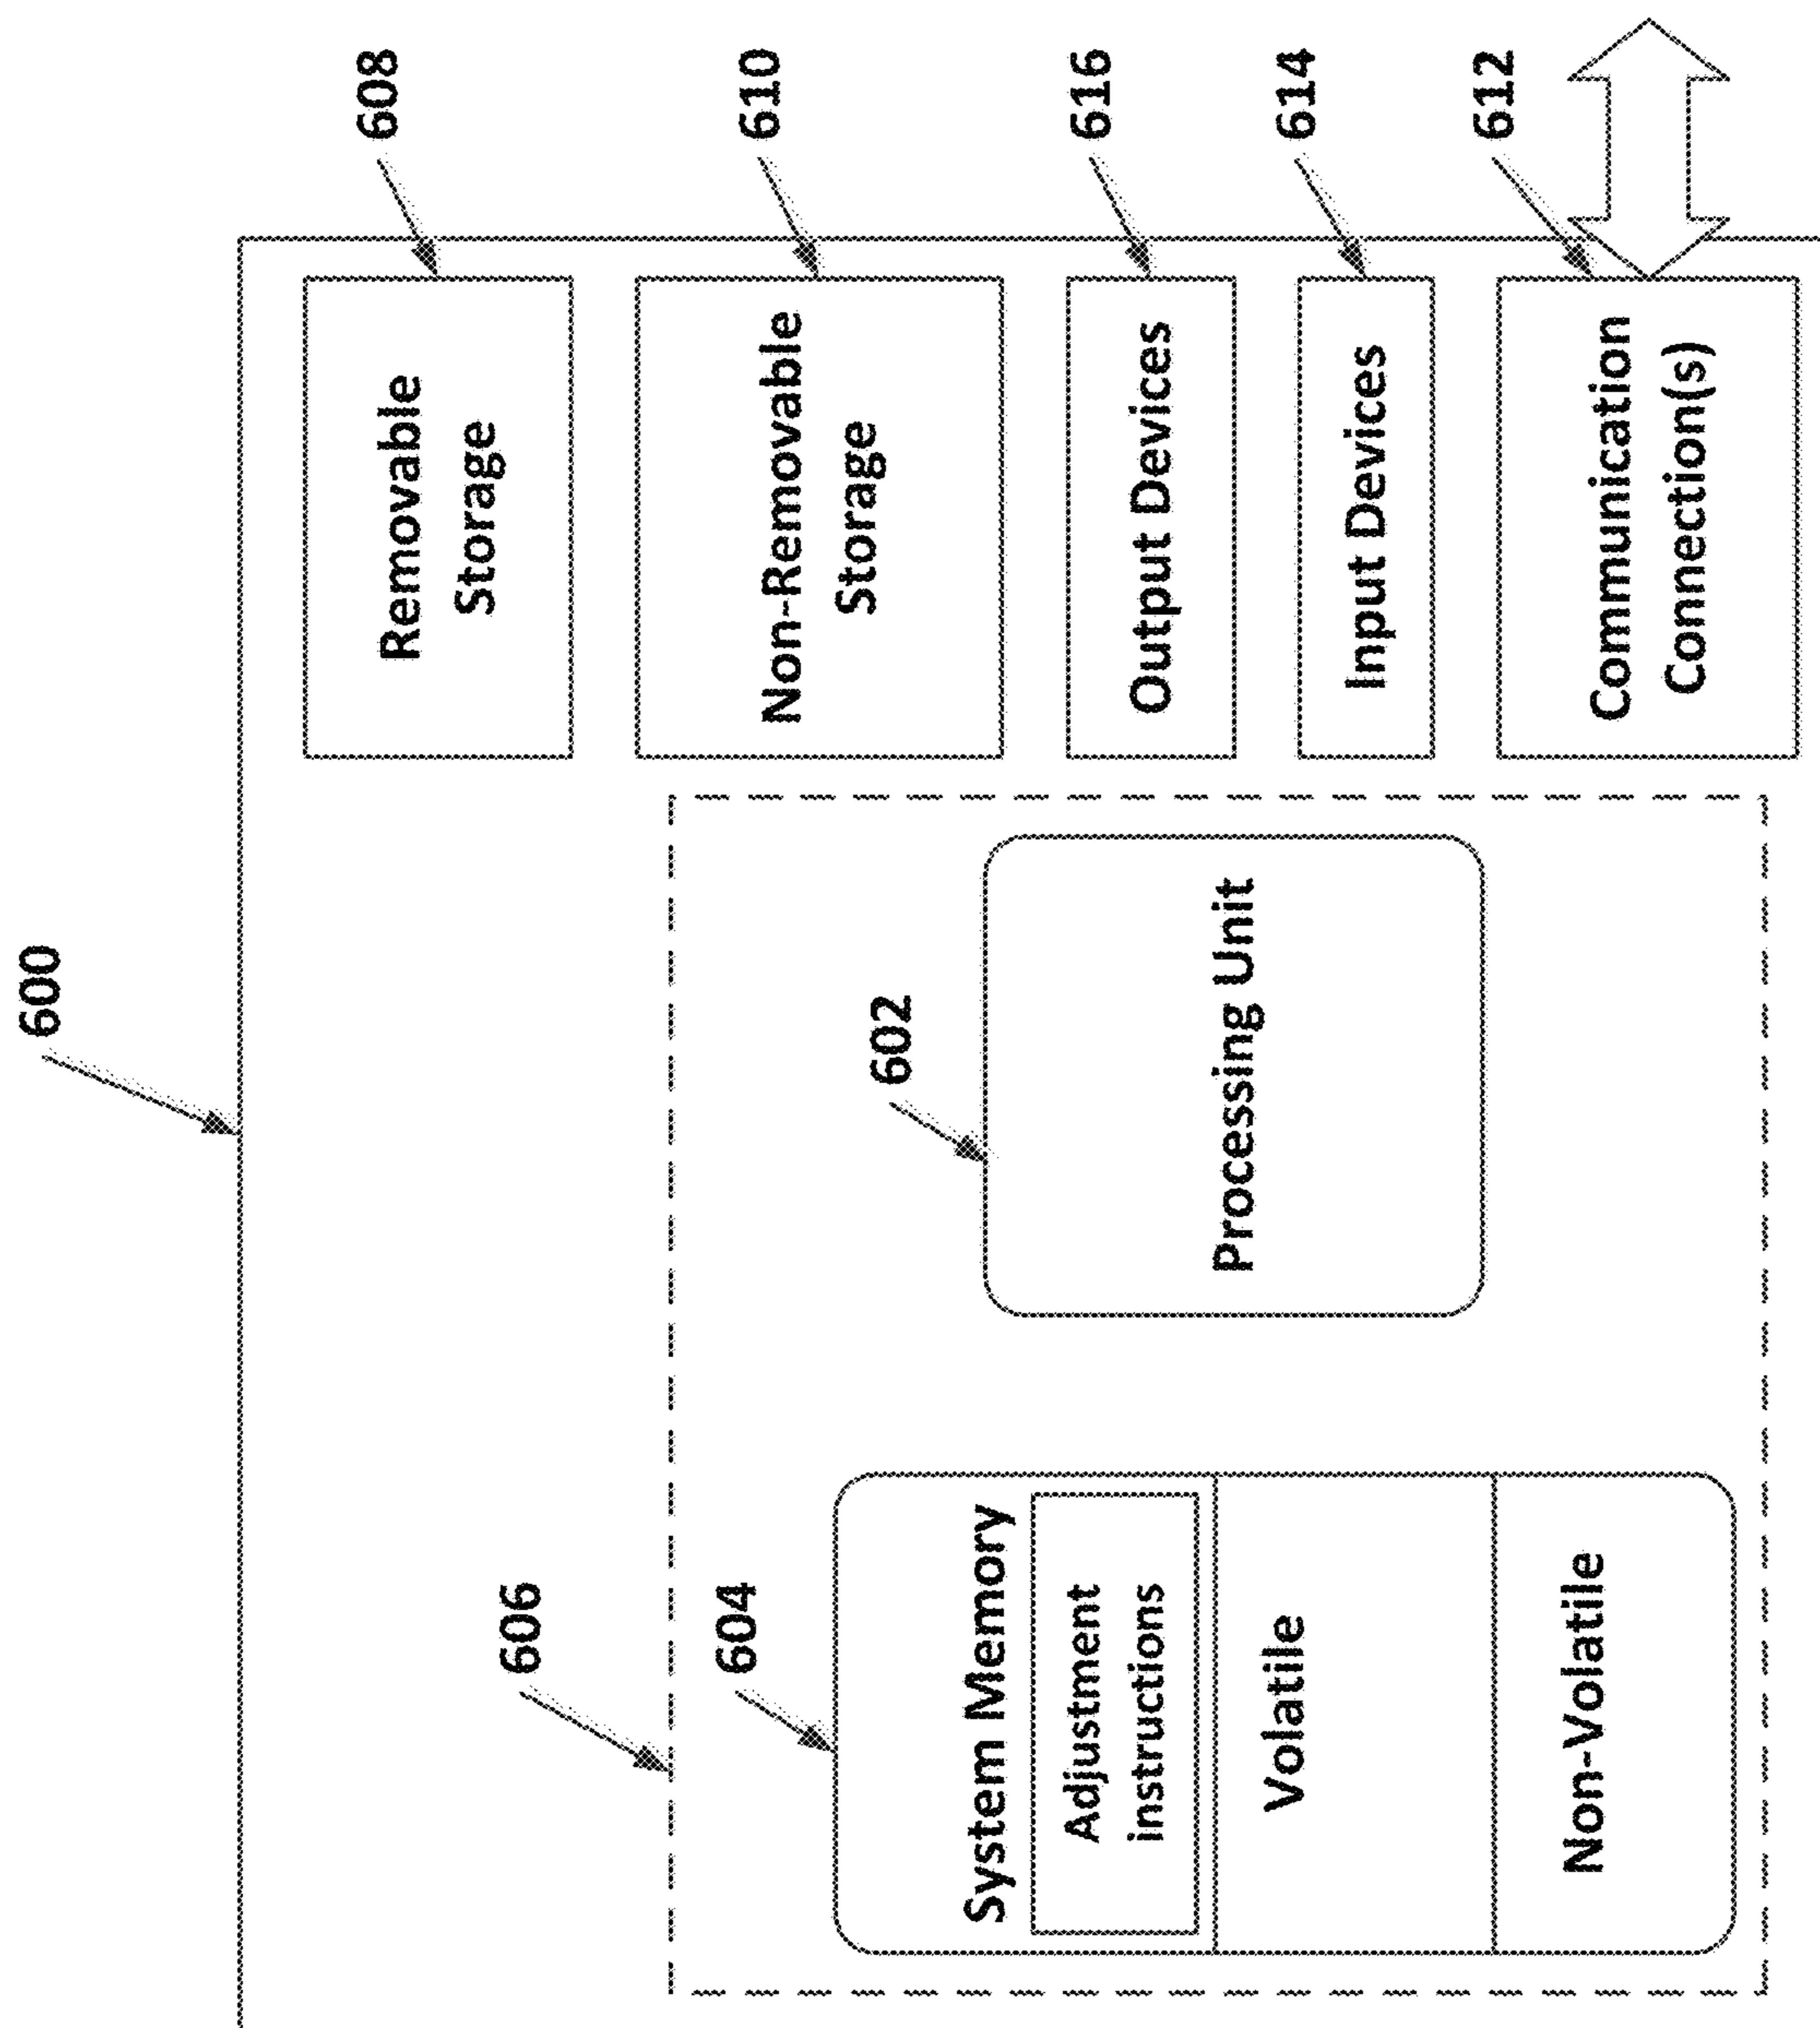 600
606
604
System Memory
Adjustment
instructions
Volatile
Non-Volatile
602
Processing Unit
608
Removable
Storage
610
Non-Removable
Storage
616
Output Devices
614
Input Devices
612
Communication
Connection(s)